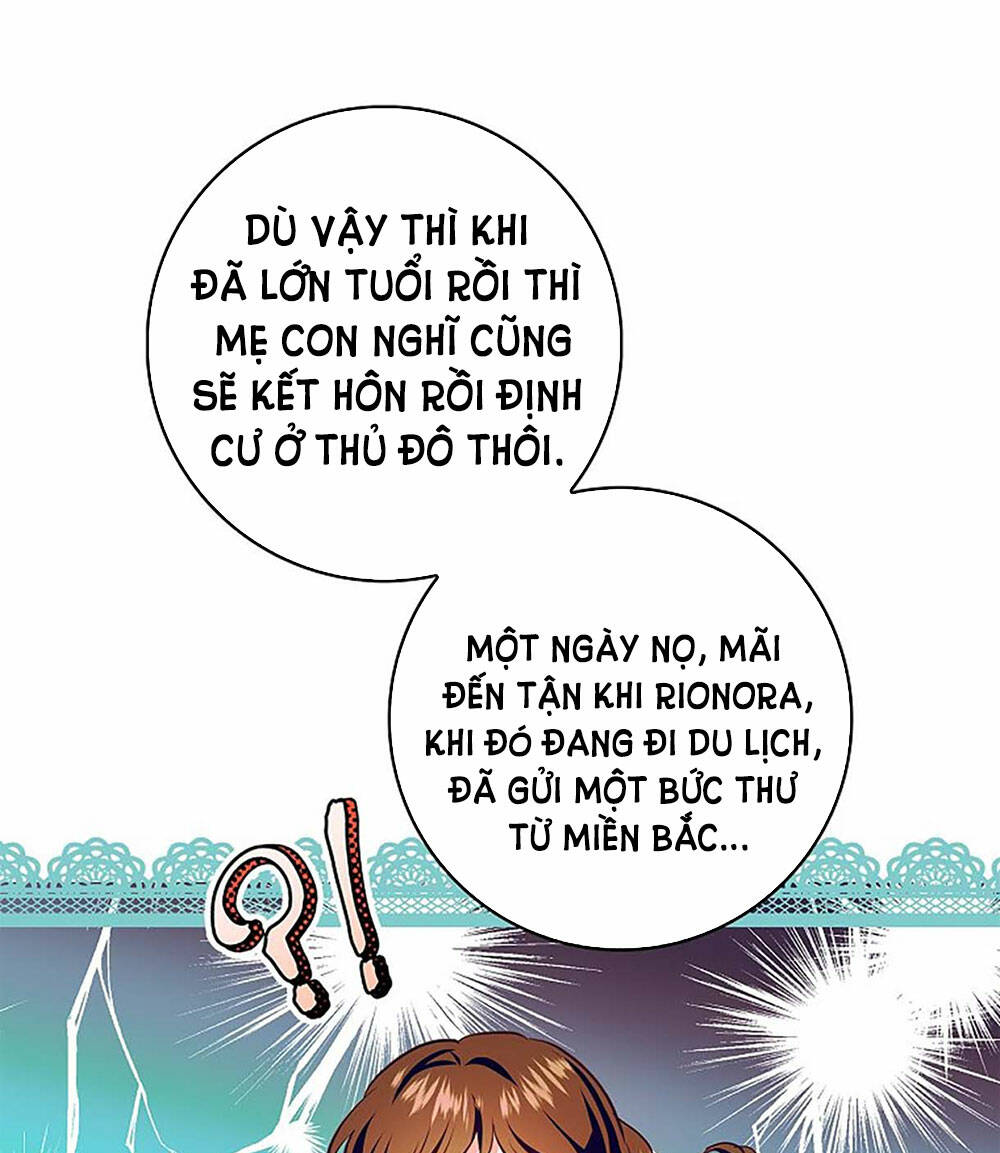 DÙ VẬY THÌ KHI
ĐÃ LỚN TUỔI RỒI THÌ
MẸ CON NGHĨ CŨNG
SẼ KẾT HÔN RỒI ĐỊNH
CƯ Ở THỦ ĐÔ THÔI.
MỘT NGÀY NỌ, MÃI
ĐẾN TẬN KHI RIONORA,
KHI ĐÓ ĐANG ĐI DU LỊCH,
ĐÃ GỬI MỘT BỨC THƯ
TỪ MIỀN BẮC...
?!